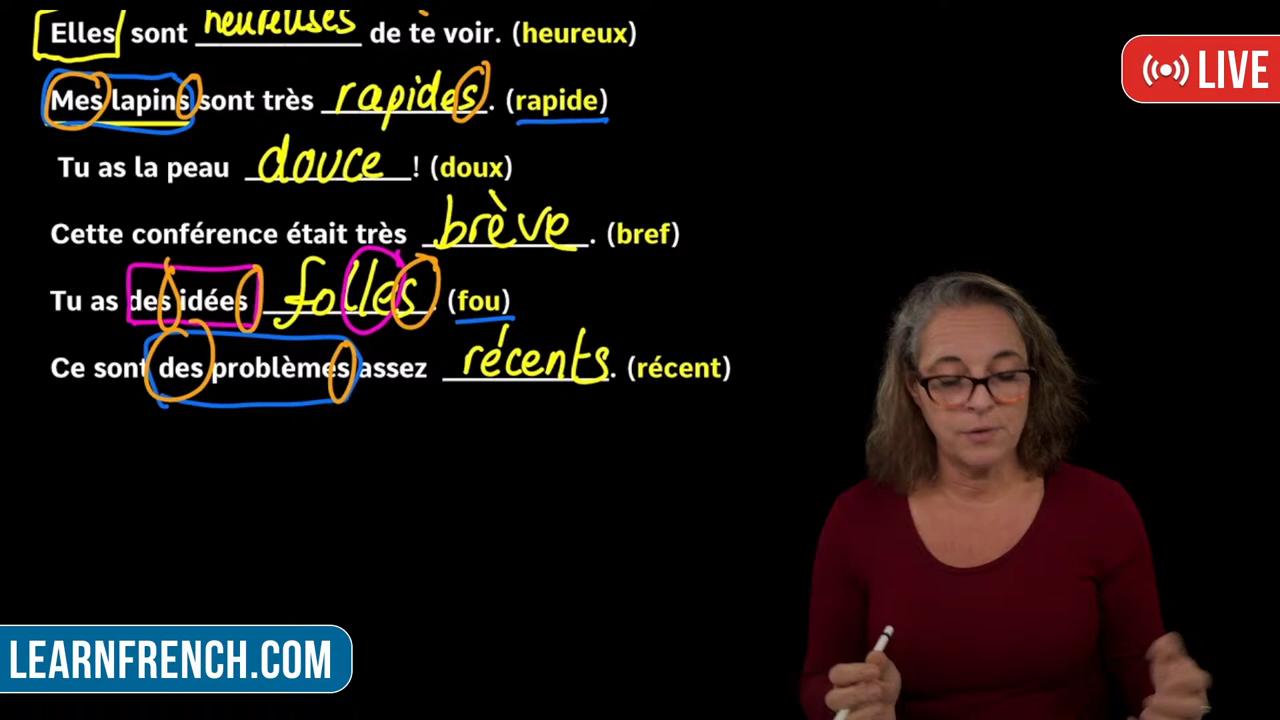 Elles sont heureuses de te voir. (heureux)
Mes lapins sont très rapides. (rapide)
Tu as la peau douce ! (doux)
Cette conférence était très brève. (bref)
Tu as des idées folles. (fou)
Ce sont des problèmes assez récents. (récent)
LIVE
LEARNFRENCH.COM